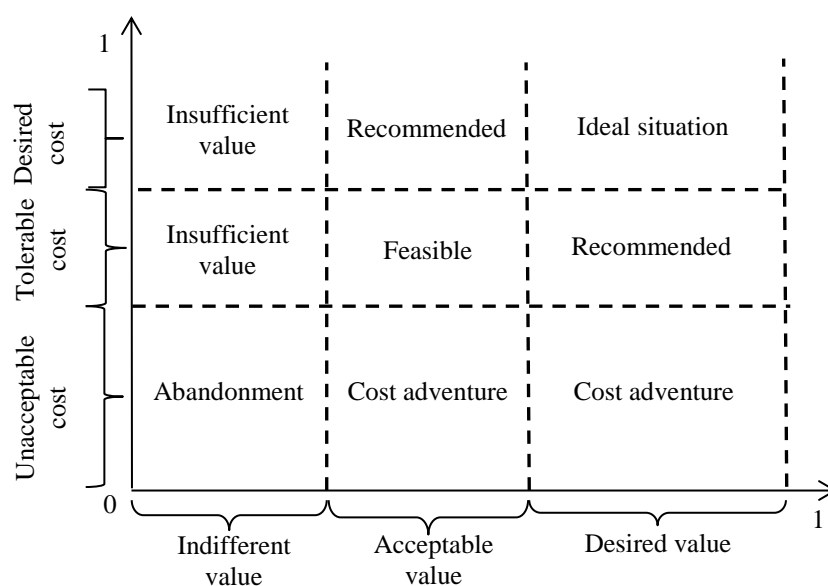 1
Desired
cost
Insufficient
value
Recommended
Ideal situation
Tolerable
cost
Insufficient
value
Feasible
Recommended
Unacceptable
cost
Abandonment
Cost adventure
Cost adventure
0
1
Indifferent
value
Acceptable
value
Desired value